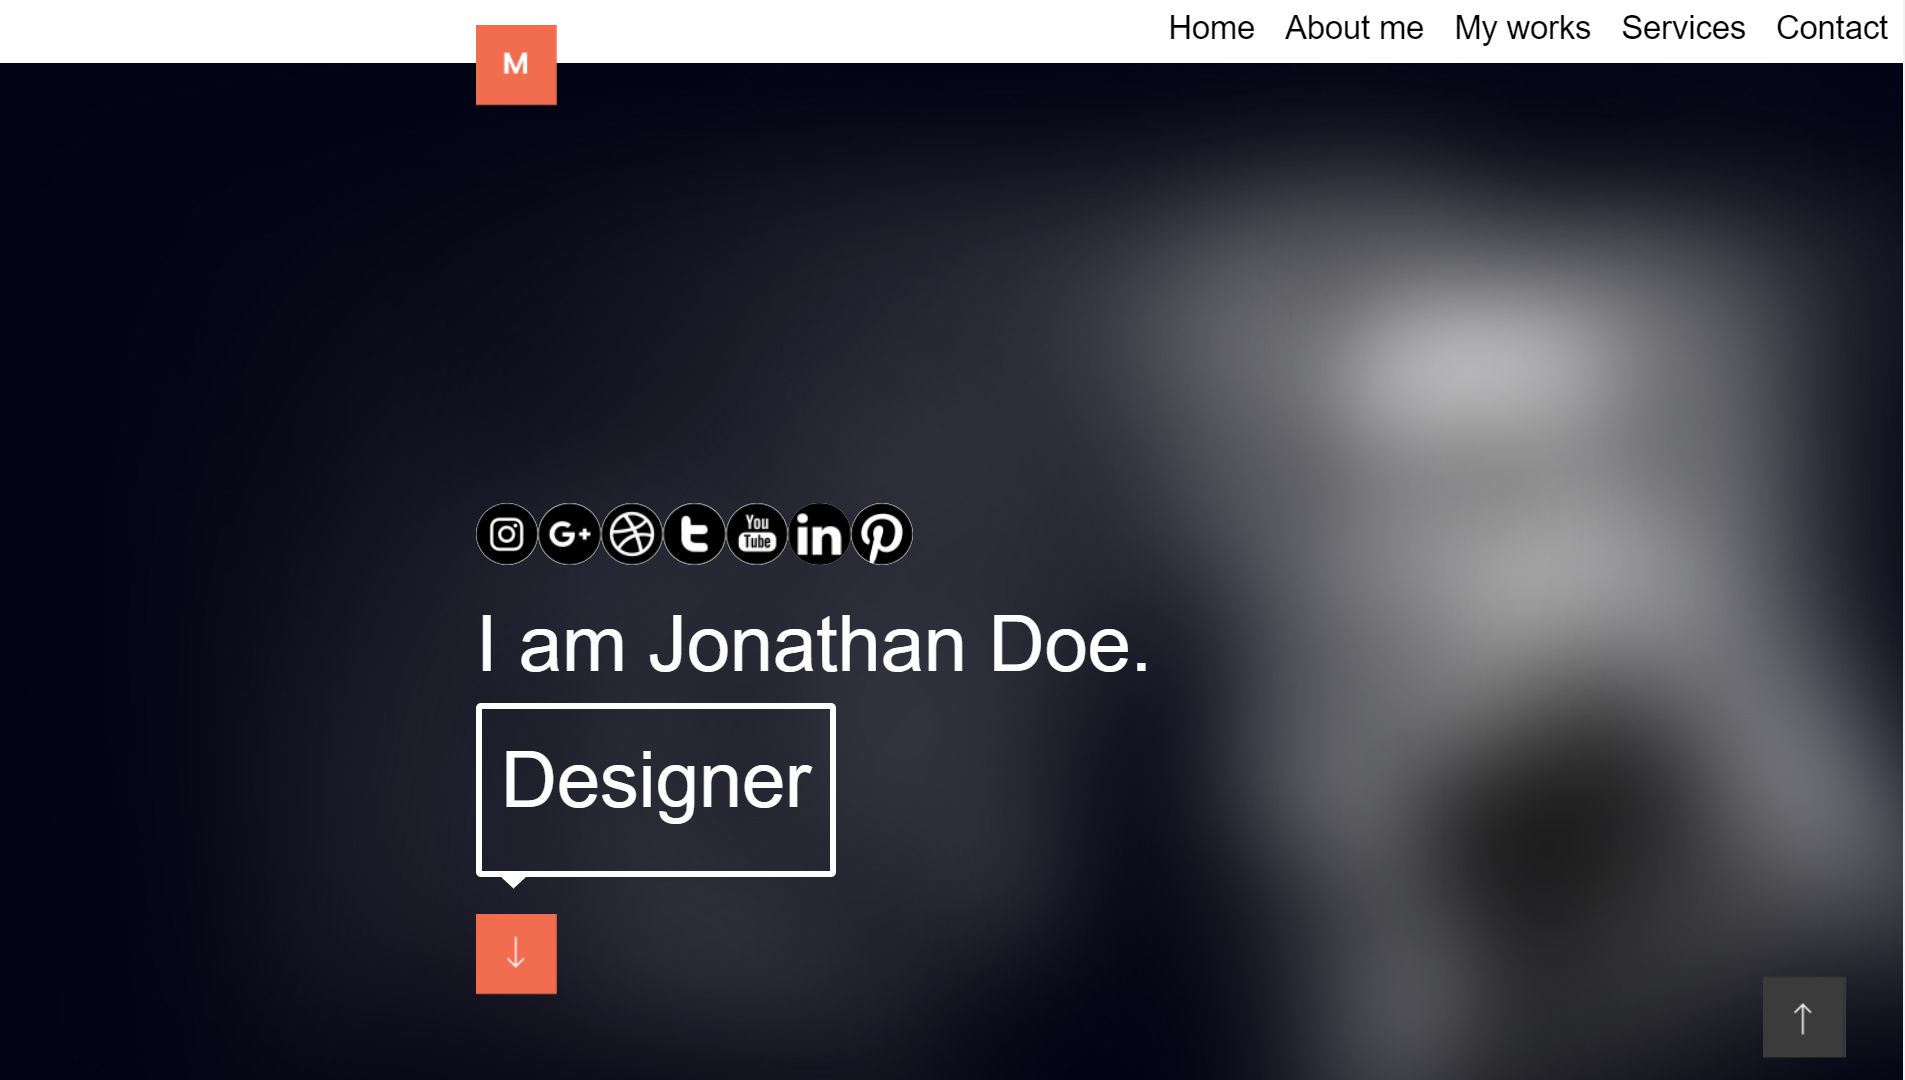 Home About me My works Services Contact
M
G+ t You Tube in
I am Jonathan Doe.
Designer